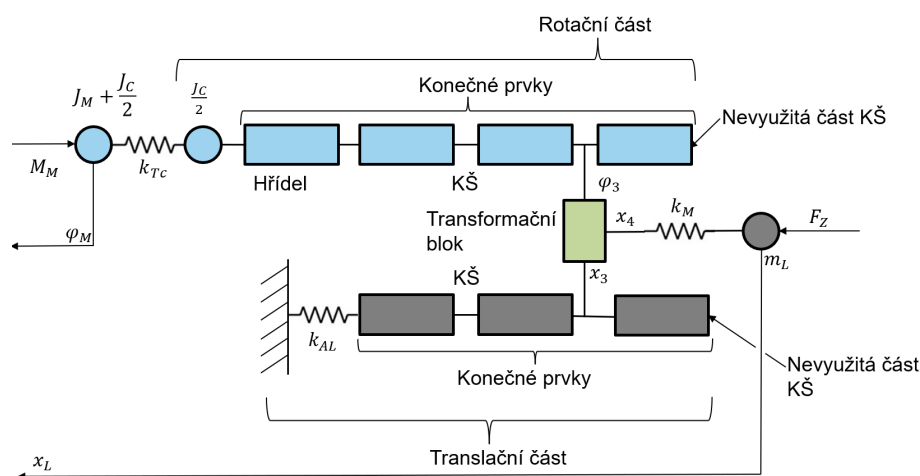 Rotační část
Konečné prvky
J_M + J_C/2
J_C/2
Nevyužitá část KŠ
M_M
k_Tc
Hřídel
KŠ
φ_3
φ_M
Transformační
blok
x_4
k_M
F_Z
m_L
x_3
KŠ
k_AL
Konečné prvky
Nevyužitá část
KŠ
Translační část
x_L